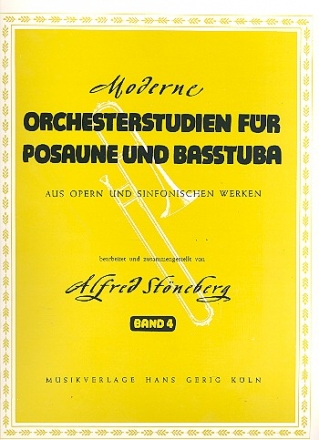 Moderne
ORCHESTERSTUDIEN FÜR
POSAUNE UND BASSTUBA
AUS OPERN UND SINFONISCHEN WERKEN
bearbeitet und zusammengestellt von
Alfred Stöneberg
BAND 4
MUSIKVERLAGE HANS GERIG KÖLN